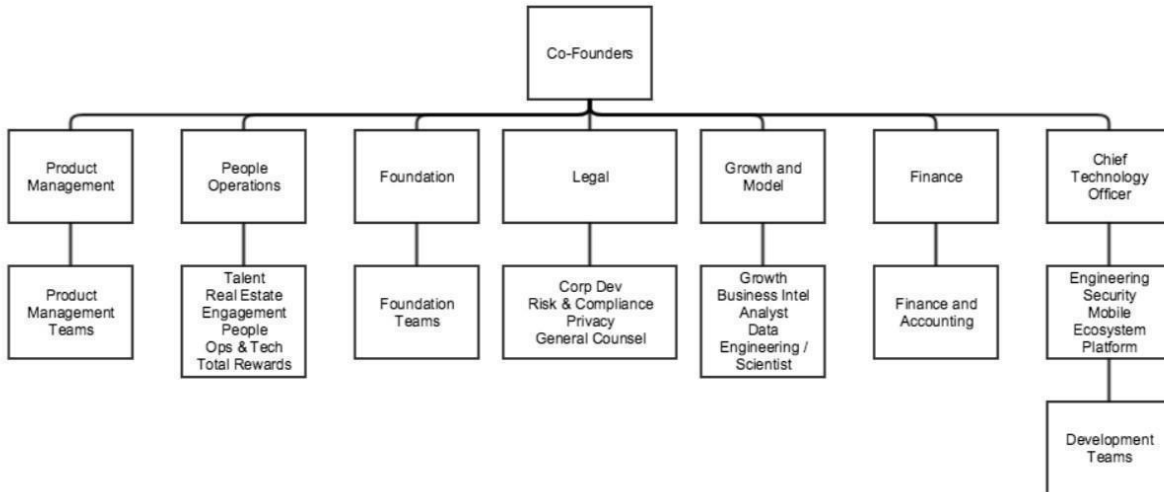 Co-Founders
Product
Management
People
Operations
Foundation
Legal
Growth and
Model
Finance
Chief
Technology
Officer
Product
Management
Teams
Talent
Real Estate
Engagement
People
Ops & Tech
Total Rewards
Foundation
Teams
Corp Dev
Risk & Compliance
Privacy
General Counsel
Growth
Business Intel
Analyst
Data
Engineering /
Scientist
Finance and
Accounting
Engineering
Security
Mobile
Ecosystem
Platform
Development
Teams